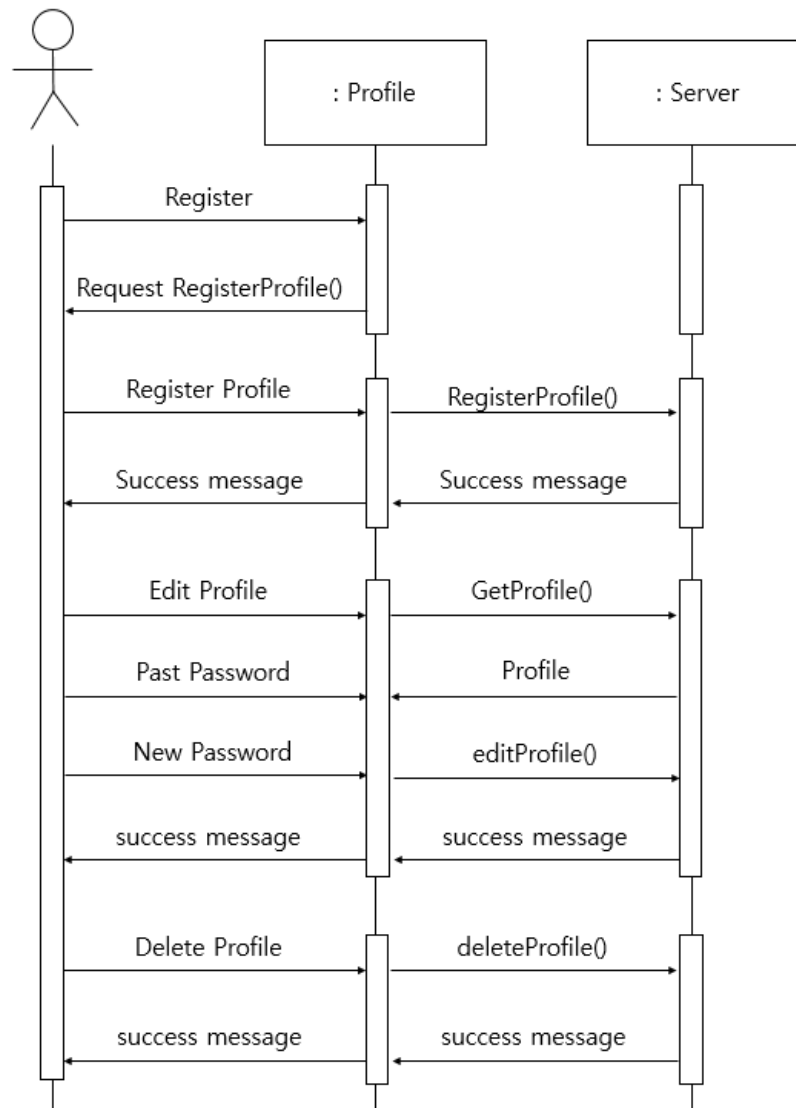 : Profile
: Server
Register
Request RegisterProfile()
Register Profile
RegisterProfile()
Success message
Success message
Edit Profile
GetProfile()
Past Password
Profile
New Password
editProfile()
success message
success message
Delete Profile
deleteProfile()
success message
success message